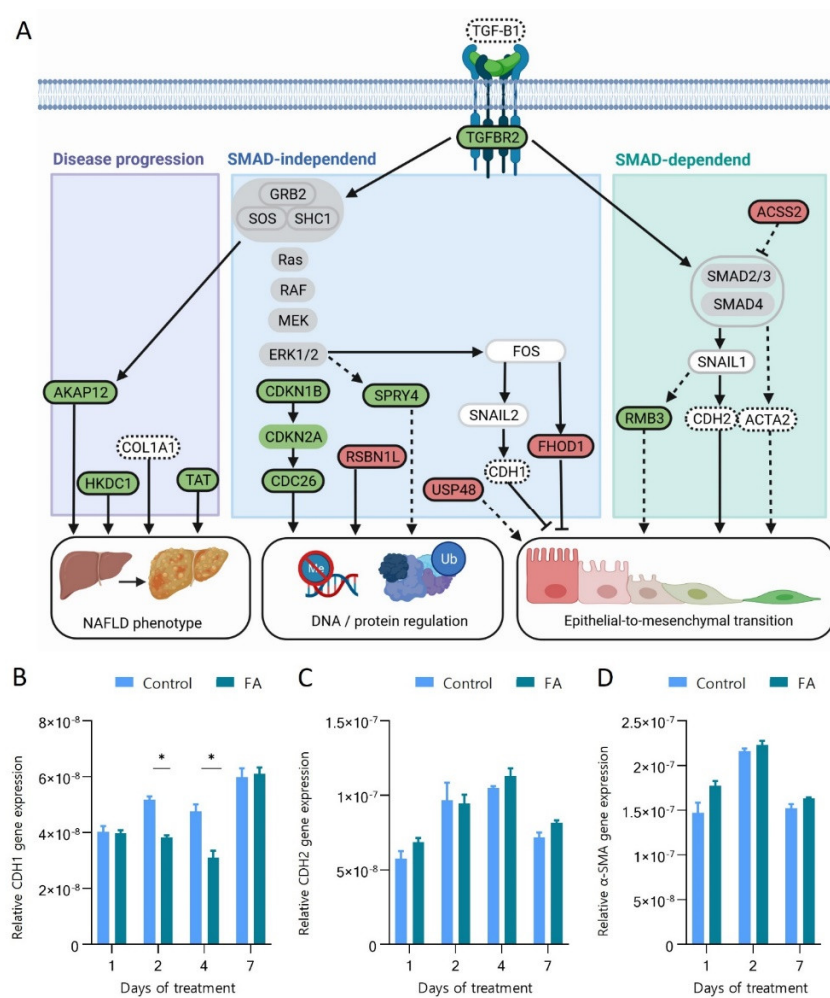 A
TGF-B1
TGFBR2
Disease progression
SMAD-independend
SMAD-dependend
GRB2
SOS
SHC1
Ras
RAF
MEK
ERK1/2
ACSS2
SMAD2/3
SMAD4
FOS
SNAIL1
AKAP12
CDKN1B
SPRY4
SNAIL2
RMB3
CDH2
ACTA2
COL1A1
CDKN2A
RSBN1L
FHOD1
HKDC1
TAT
CDC26
USP48
CDH1
Me
Ub
NAFLD phenotype
DNA / protein regulation
Epithelial-to-mesenchymal transition
B
Control
FA
Relative CDH1 gene expression
8×10⁻⁸
6×10⁻⁸
4×10⁻⁸
2×10⁻⁸
0
*
*
1 2 4 7
Days of treatment
C
Control
FA
Relative CDH2 gene expression
1.5×10⁻⁷
1×10⁻⁷
5×10⁻⁸
0
1 2 4 7
Days of treatment
D
Control
FA
Relative α-SMA gene expression
2.5×10⁻⁷
2×10⁻⁷
1.5×10⁻⁷
1×10⁻⁷
5×10⁻⁸
0
1 2 7
Days of treatment